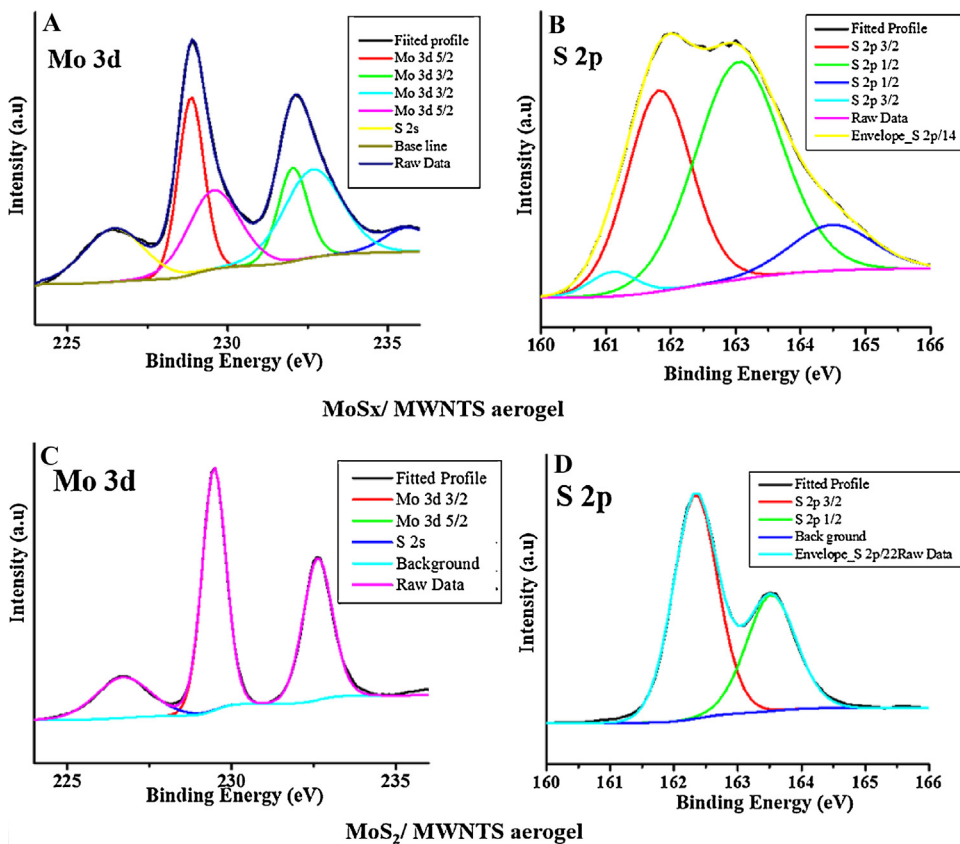 A
Mo 3d
Fiited profile
Mo 3d 5/2
Mo 3d 3/2
Mo 3d 3/2
Mo 3d 5/2
S 2s
Base line
Raw Data
Intensity (a.u)
225 230 235
Binding Energy (eV)
B
S 2p
Fitted Profile
S 2p 3/2
S 2p 1/2
S 2p 1/2
S 2p 3/2
Raw Data
Envelope_S 2p/14
Intensity (a.u)
160 161 162 163 164 165 166
Binding Energy (eV)
MoSx/ MWNTS aerogel
C
Mo 3d
Fitted Profile
Mo 3d 3/2
Mo 3d 5/2
S 2s
Background
Raw Data
Intensity (a.u)
225 230 235
Binding Energy (eV)
D
S 2p
Fitted Profile
S 2p 3/2
S 2p 1/2
Back ground
Envelope_S 2p/22Raw Data
Intensity (a.u)
160 161 162 163 164 165 166
Binding Energy (eV)
MoS₂/ MWNTS aerogel